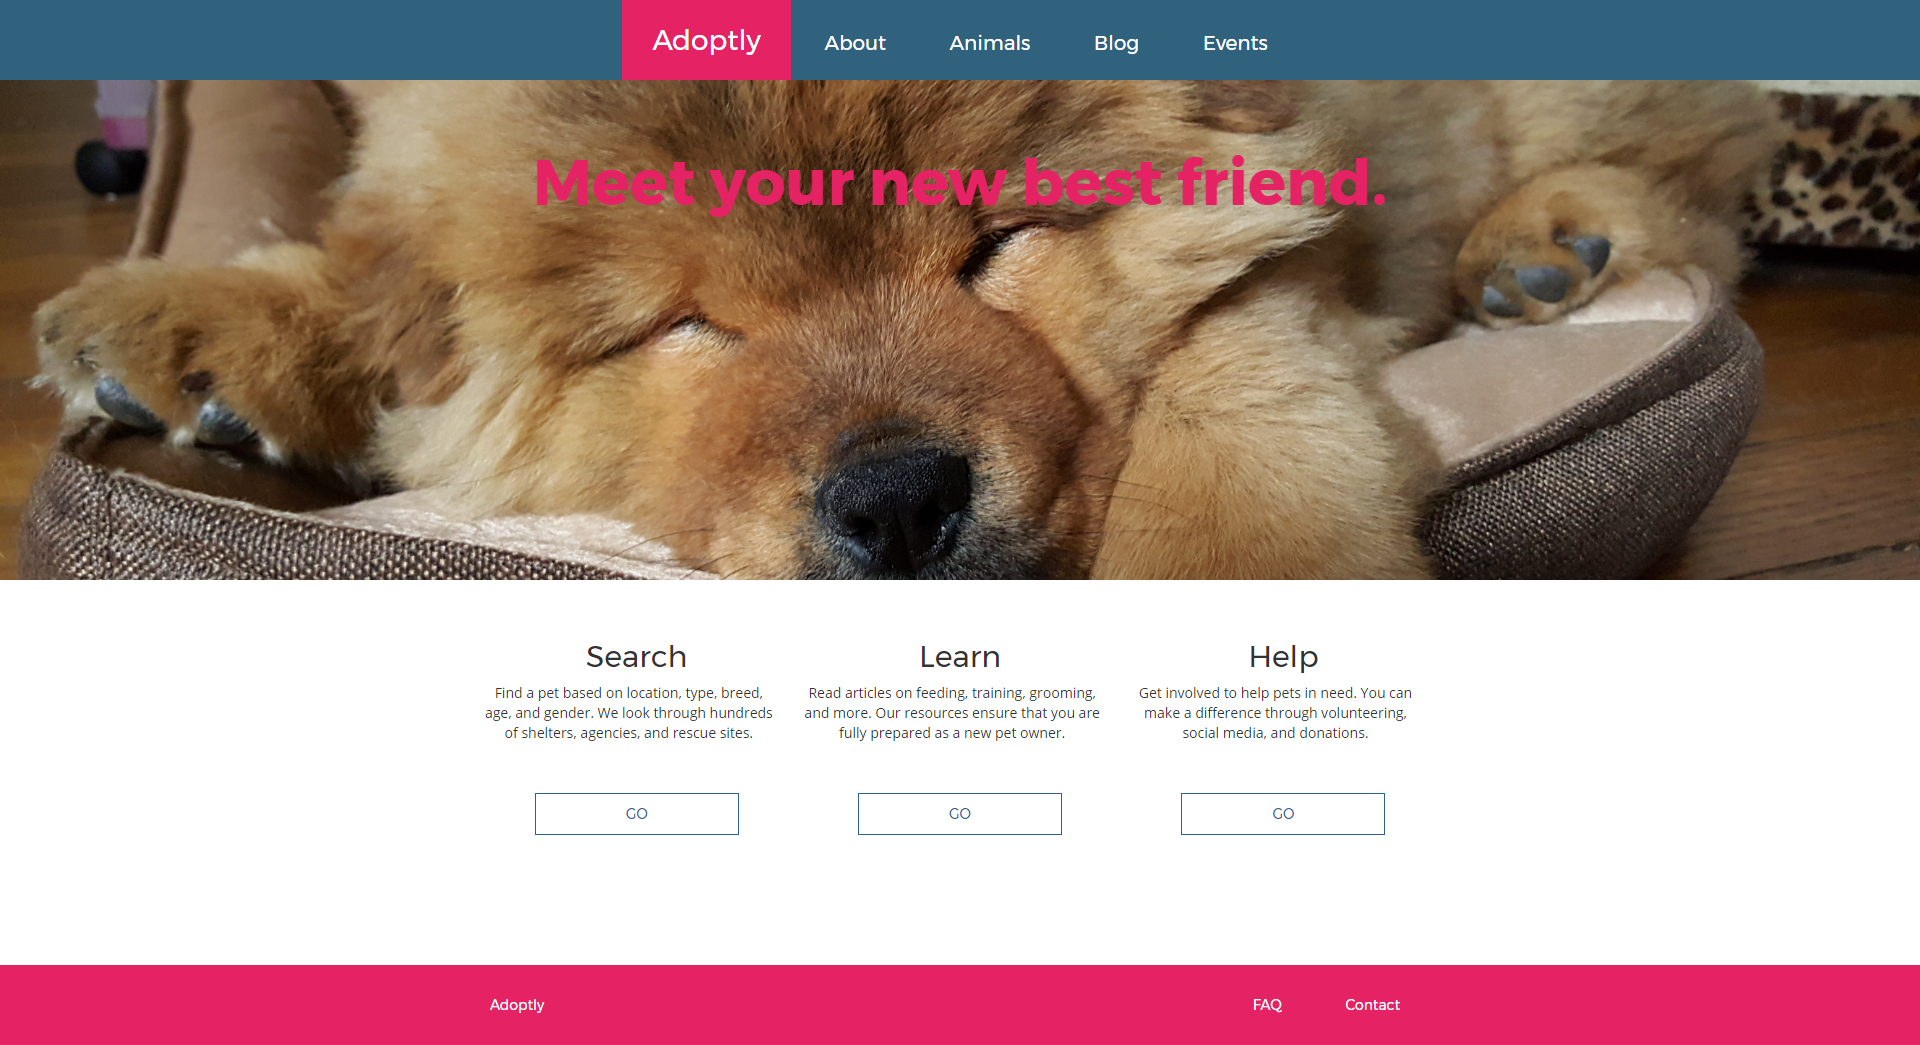 Adoptly About Animals Blog Events
Meet your new best friend.
Search
Find a pet based on location, type, breed,
age, and gender. We look through hundreds
of shelters, agencies, and rescue sites.
GO
Learn
Read articles on feeding, training, grooming,
and more. Our resources ensure that you are
fully prepared as a new pet owner.
GO
Help
Get involved to help pets in need. You can
make a difference through volunteering,
social media, and donations.
GO
Adoptly FAQ Contact